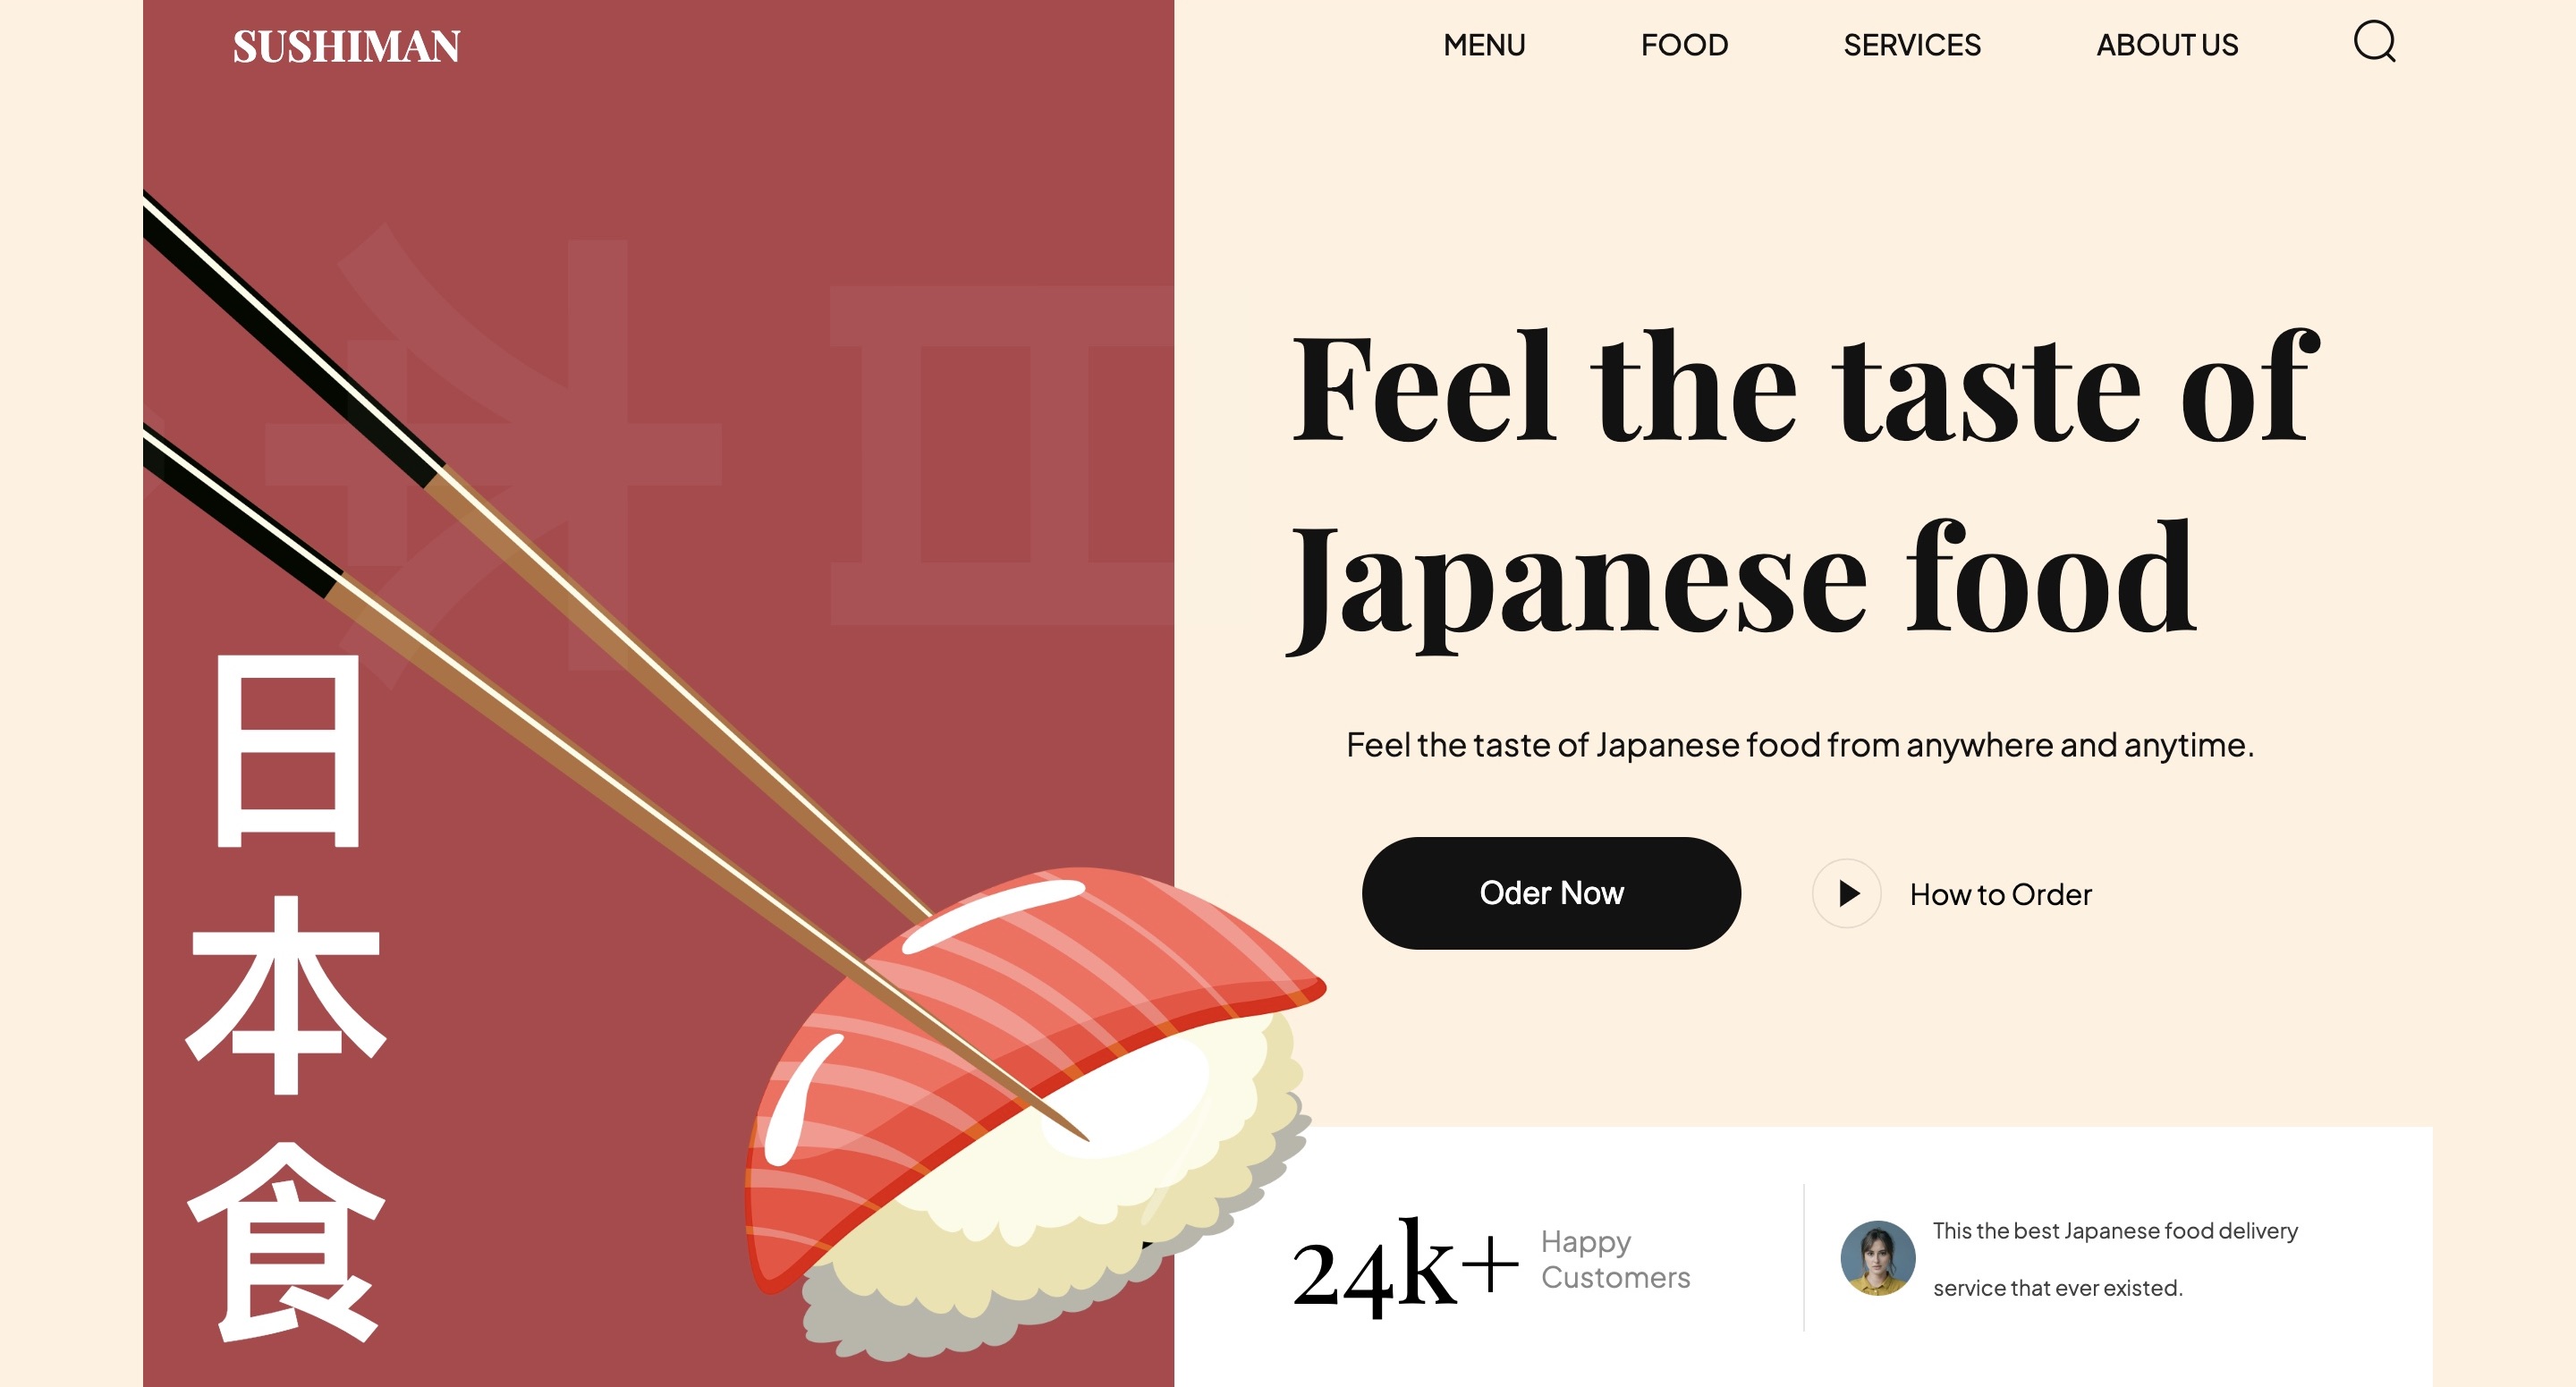 SUSHIMAN
MENU FOOD SERVICES ABOUT US
日本
日
本
食
Feel the taste of
Japanese food
Feel the taste of Japanese food from anywhere and anytime.
Oder Now
How to Order
24k+
Happy
Customers
This the best Japanese food delivery
service that ever existed.